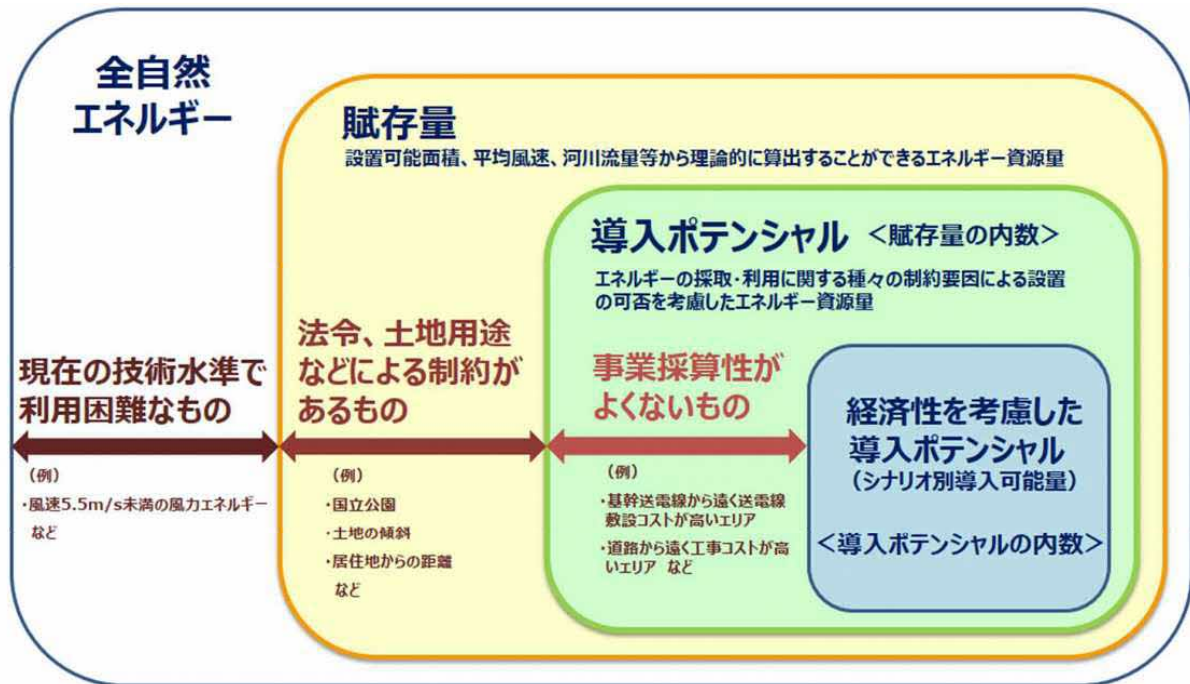 全自然
エネルギー
賦存量
設置可能面積、平均風速、河川流量等から理論的に算出することができるエネルギー資源量
導入ポテンシャル <賦存量の内数>
エネルギーの採取・利用に関する種々の制約要因による設置
の可否を考慮したエネルギー資源量
現在の技術水準で
利用困難なもの
(例)
・風速5.5m/s未満の風力エネルギー
など
法令、土地用途
などによる制約が
あるもの
(例)
・国立公園
・土地の傾斜
・居住地からの距離
など
事業採算性が
よくないもの
(例)
・基幹送電線から遠く送電線
敷設コストが高いエリア
・道路から遠く工事コストが高
いエリア など
経済性を考慮した
導入ポテンシャル
(シナリオ別導入可能量)
<導入ポテンシャルの内数>